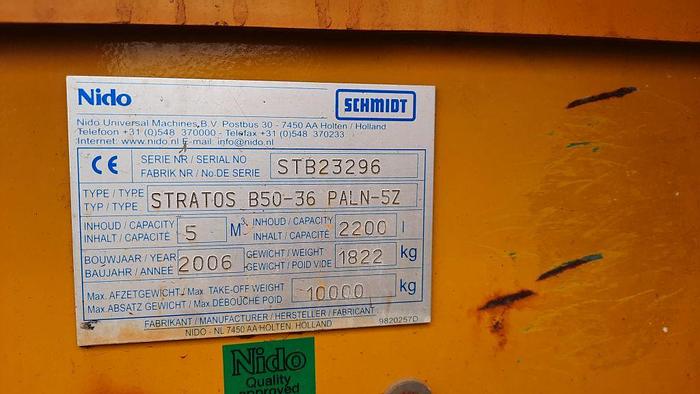 Nido
SCHMIDT
Nido Universal Machines B.V. Postbus 30 - 7450 AA Holten / Holland
Telefoon +31 (0)548 370000 - Telefax +31 (0)548 370233
Internet: www.nido.nl E-mail: info@nido.nl
CE SERIE NR / SERIAL NO
FABRIK NR / No. DE SERIE STB23296
TYPE / TYPE
TYP / TYPE STRATOS B50-36 PALN-5Z
INHOUD / CAPACITY
INHALT / CAPACITÉ 5 M³ INHOUD / CAPACITY
INHALT / CAPACITÉ 2200 l
BOUWJAAR / YEAR
BAUJAHR / ANNÉE 2006 GEWICHT / WEIGHT
GEWICHT / POID VIDE 1822 kg
Max. AFZETGEWICHT / Max. TAKE-OFF WEIGHT
Max. ABSATZ GEWICHT / Max. DÉBOUCHÉ POID 10000 kg
FABRIKANT / MANUFACTURER / HERSTELLER / FABRICANT
NIDO - NL 7450 AA HOLTEN. HOLLAND 9820257D
Nido
Quality
approved